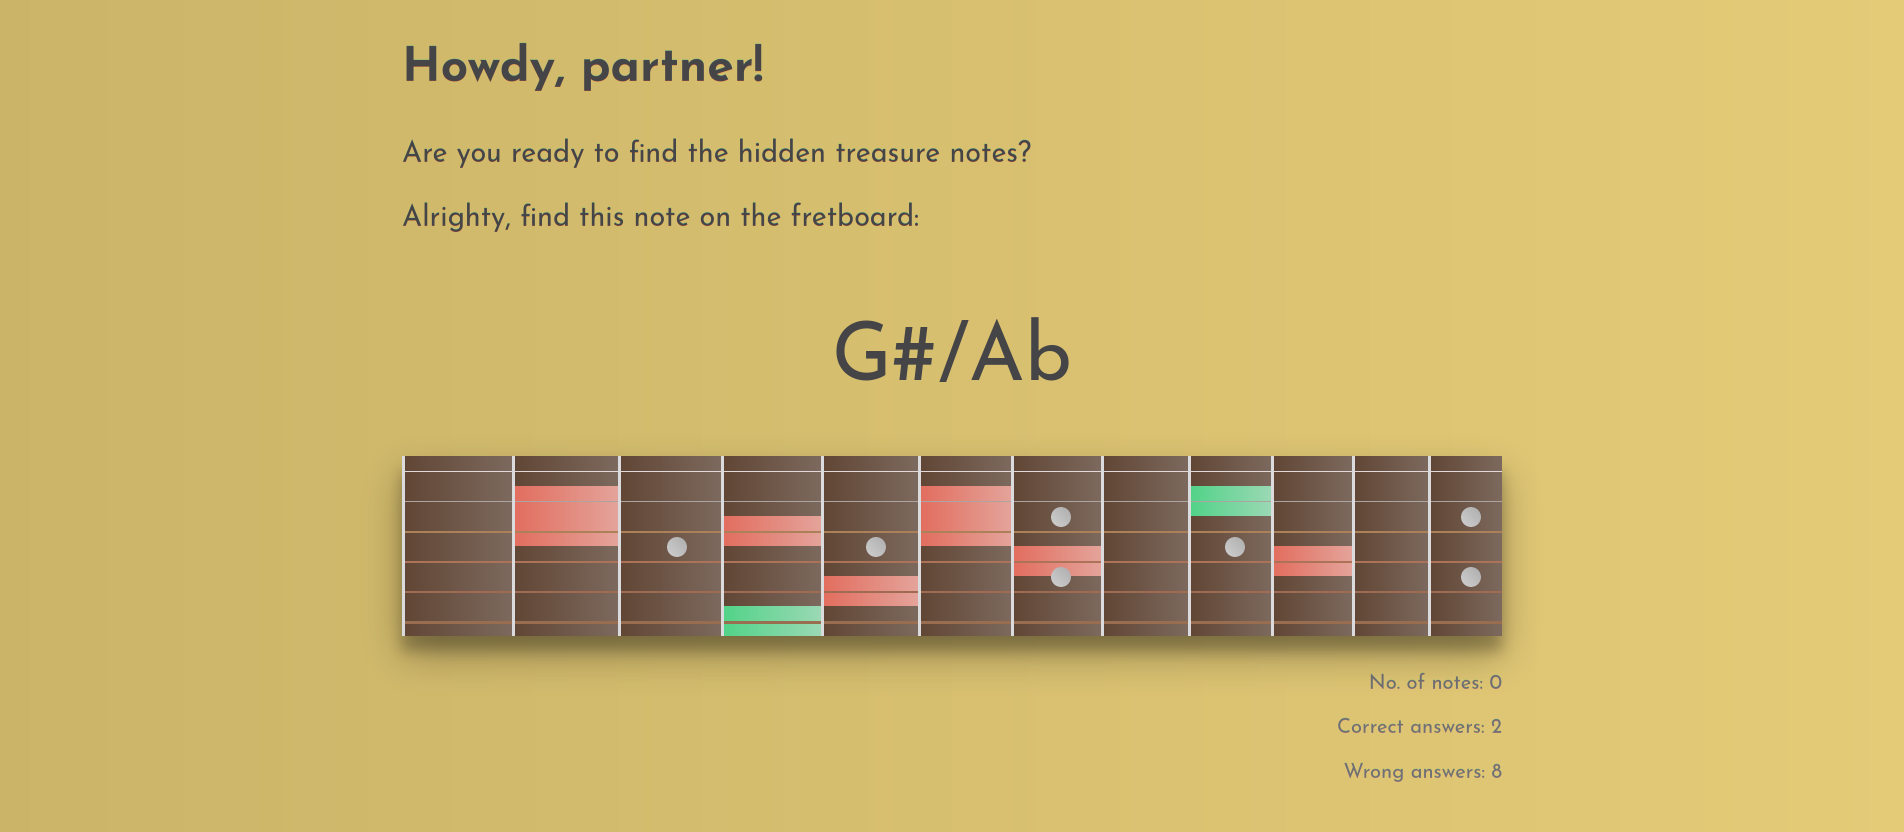 Howdy, partner!
Are you ready to find the hidden treasure notes?
Alrighty, find this note on the fretboard:
G#/Ab
No. of notes: 0
Correct answers: 2
Wrong answers: 8